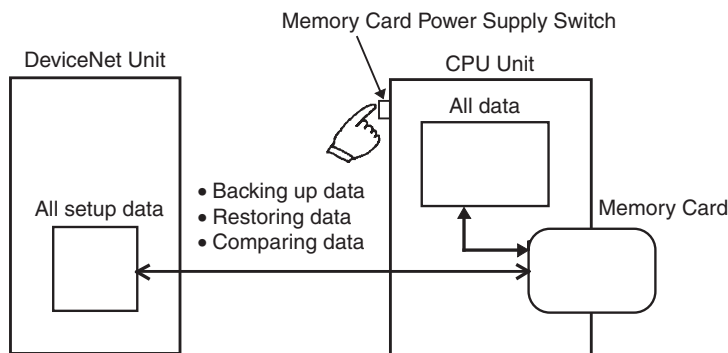 Memory Card Power Supply Switch
DeviceNet Unit
CPU Unit
All data
All setup data
• Backing up data
• Restoring data
• Comparing data
Memory Card